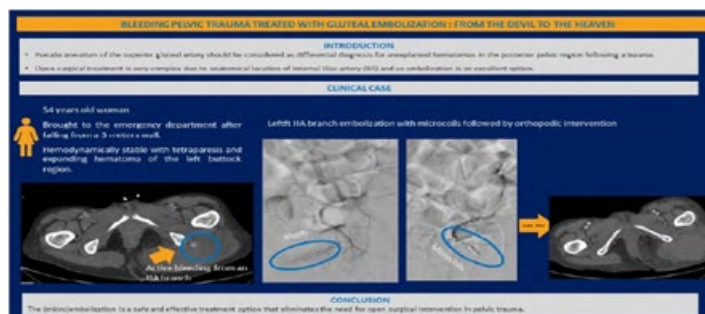 BLEEDING PELVIC TRAUMA TREATED WITH GLUTEAL EMBOLIZATION : FROM THE DEVIL TO THE HEAVEN
INTRODUCTION
• Pseudo aneurism of the superior gluteal artery should be considered as differential diagnosis for unexplained hematomas in the posterior pelvic region following a trauma.
• Open surgical treatment is very complex due to anatomical location of internal iliac artery (IIA) and so embolization is an excellent option.
CLINICAL CASE
54 years old woman
Brought to the emergency department after
falling from a 3 meters wall.
Hemodynamically stable with tetraparesis and
expanding hematoma of the left buttock
region.
Leftft IIA branch embolization with microcoils followed by orthopedic intervention
Active bleeding from an
IIA branch
CONCLUSION
The (micro)embolization is a safe and effective treatment option that eliminates the need for open surgical intervention in pelvic trauma.